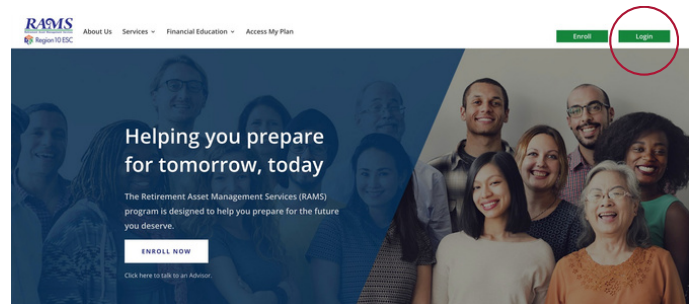 RAMS
Region 10 ESC
About Us
Services
Financial Education
Access My Plan
Enroll
Login
Helping you prepare
for tomorrow, today
The Retirement Asset Management Services (RAMS)
program is designed to help you prepare for the future
you deserve.
ENROLL NOW
Click here to talk to an Advisor.